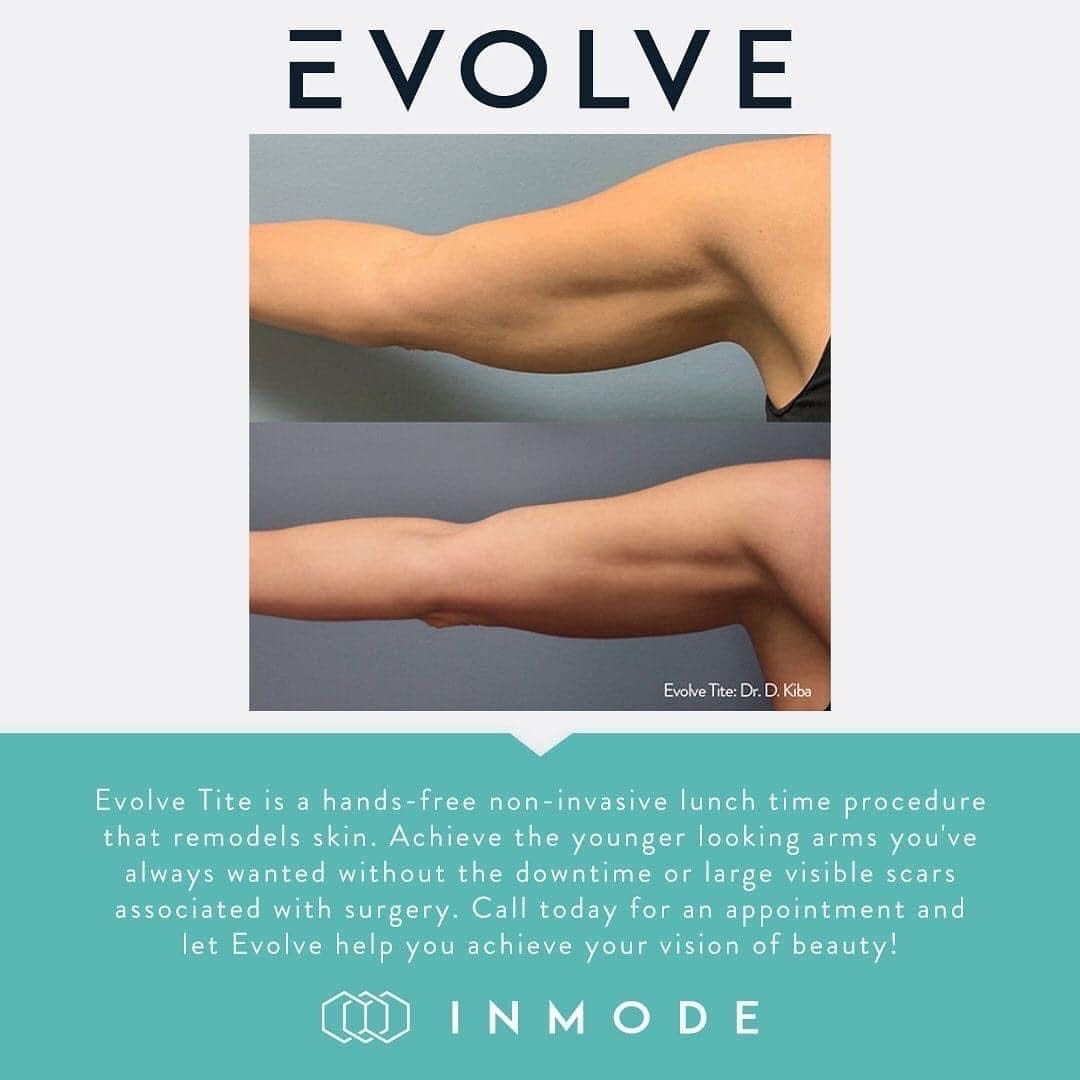 EVOLVE
Evolve Tite: Dr. D. Kiba
Evolve Tite is a hands-free non-invasive lunch time procedure
that remodels skin. Achieve the younger looking arms you've
always wanted without the downtime or large visible scars
associated with surgery. Call today for an appointment and
let Evolve help you achieve your vision of beauty!
INMODE